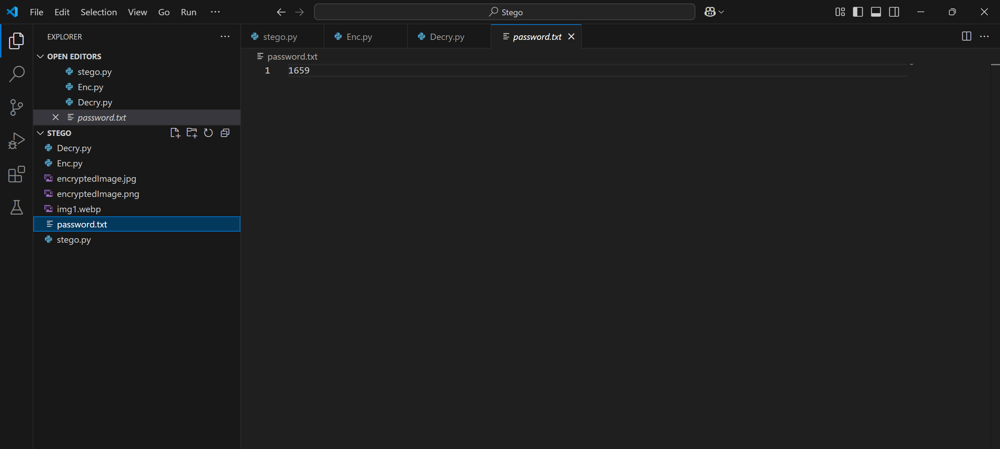 File Edit Selection View Go Run ··· Stego
EXPLORER ···
OPEN EDITORS
stego.py
Enc.py
Decry.py
password.txt
STEGO
Decry.py
Enc.py
encryptedImage.jpg
encryptedImage.png
img1.webp
password.txt
stego.py
stego.py Enc.py Decry.py password.txt ···
password.txt
1 1659